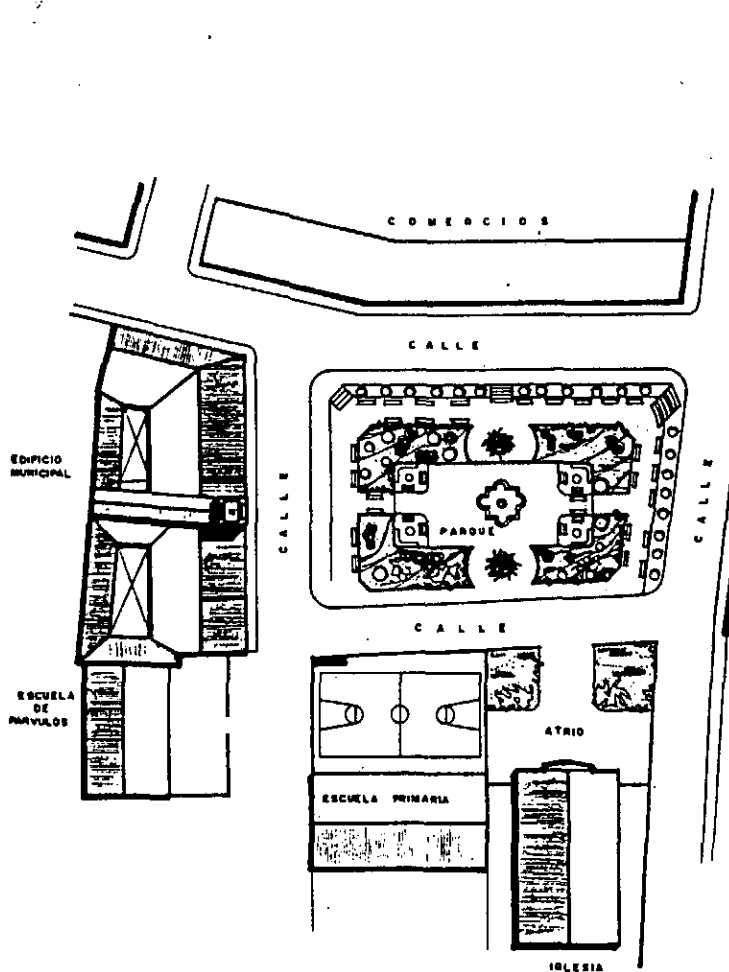 COMERCIOS
CALLE
EDIFICIO
MUNICIPAL
CALLE
CALLE
PARQUE
CALLE
ESCUELA
DE
PARVULOS
ATRIO
ESCUELA PRIMARIA
IGLESIA